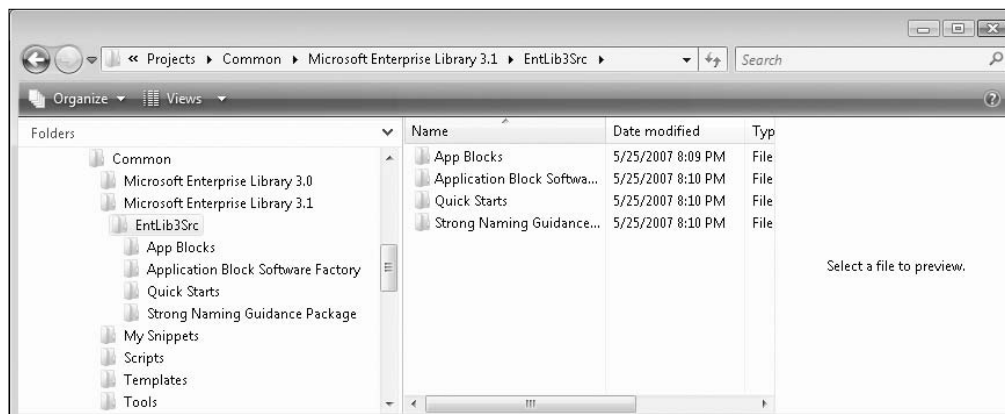 « Projects ▸ Common ▸ Microsoft Enterprise Library 3.1 ▸ EntLib3Src ▸
Search
Organize
Views
Folders
Common
Microsoft Enterprise Library 3.0
Microsoft Enterprise Library 3.1
EntLib3Src
App Blocks
Application Block Software Factory
Quick Starts
Strong Naming Guidance Package
My Snippets
Scripts
Templates
Tools
Name Date modified Typ
App Blocks 5/25/2007 8:09 PM File
Application Block Softwa... 5/25/2007 8:10 PM File
Quick Starts 5/25/2007 8:10 PM File
Strong Naming Guidance... 5/25/2007 8:10 PM File
Select a file to preview.